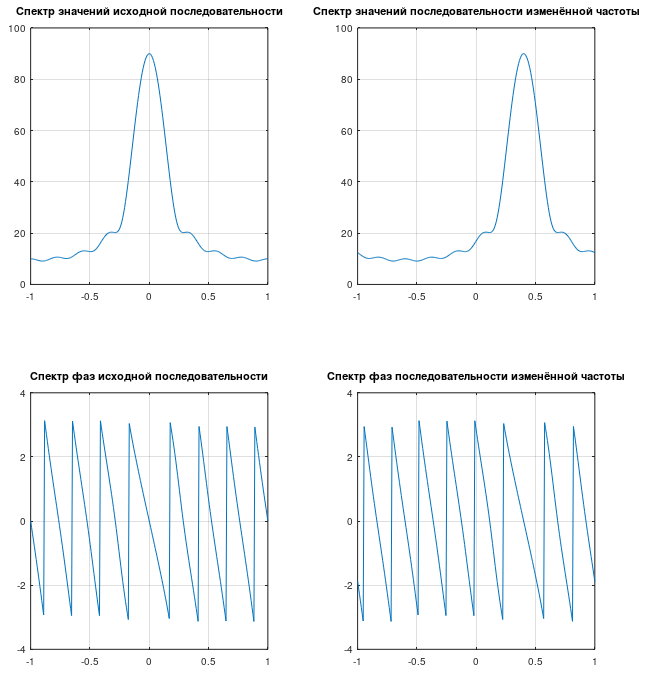 Спектр значений исходной последовательности
100
80
60
40
20
0
-1 -0.5 0 0.5 1
Спектр значений последовательности изменённой частоты
100
80
60
40
20
0
-1 -0.5 0 0.5 1
Спектр фаз исходной последовательности
4
2
0
-2
-4
-1 -0.5 0 0.5 1
Спектр фаз последовательности изменённой частоты
4
2
0
-2
-4
-1 -0.5 0 0.5 1